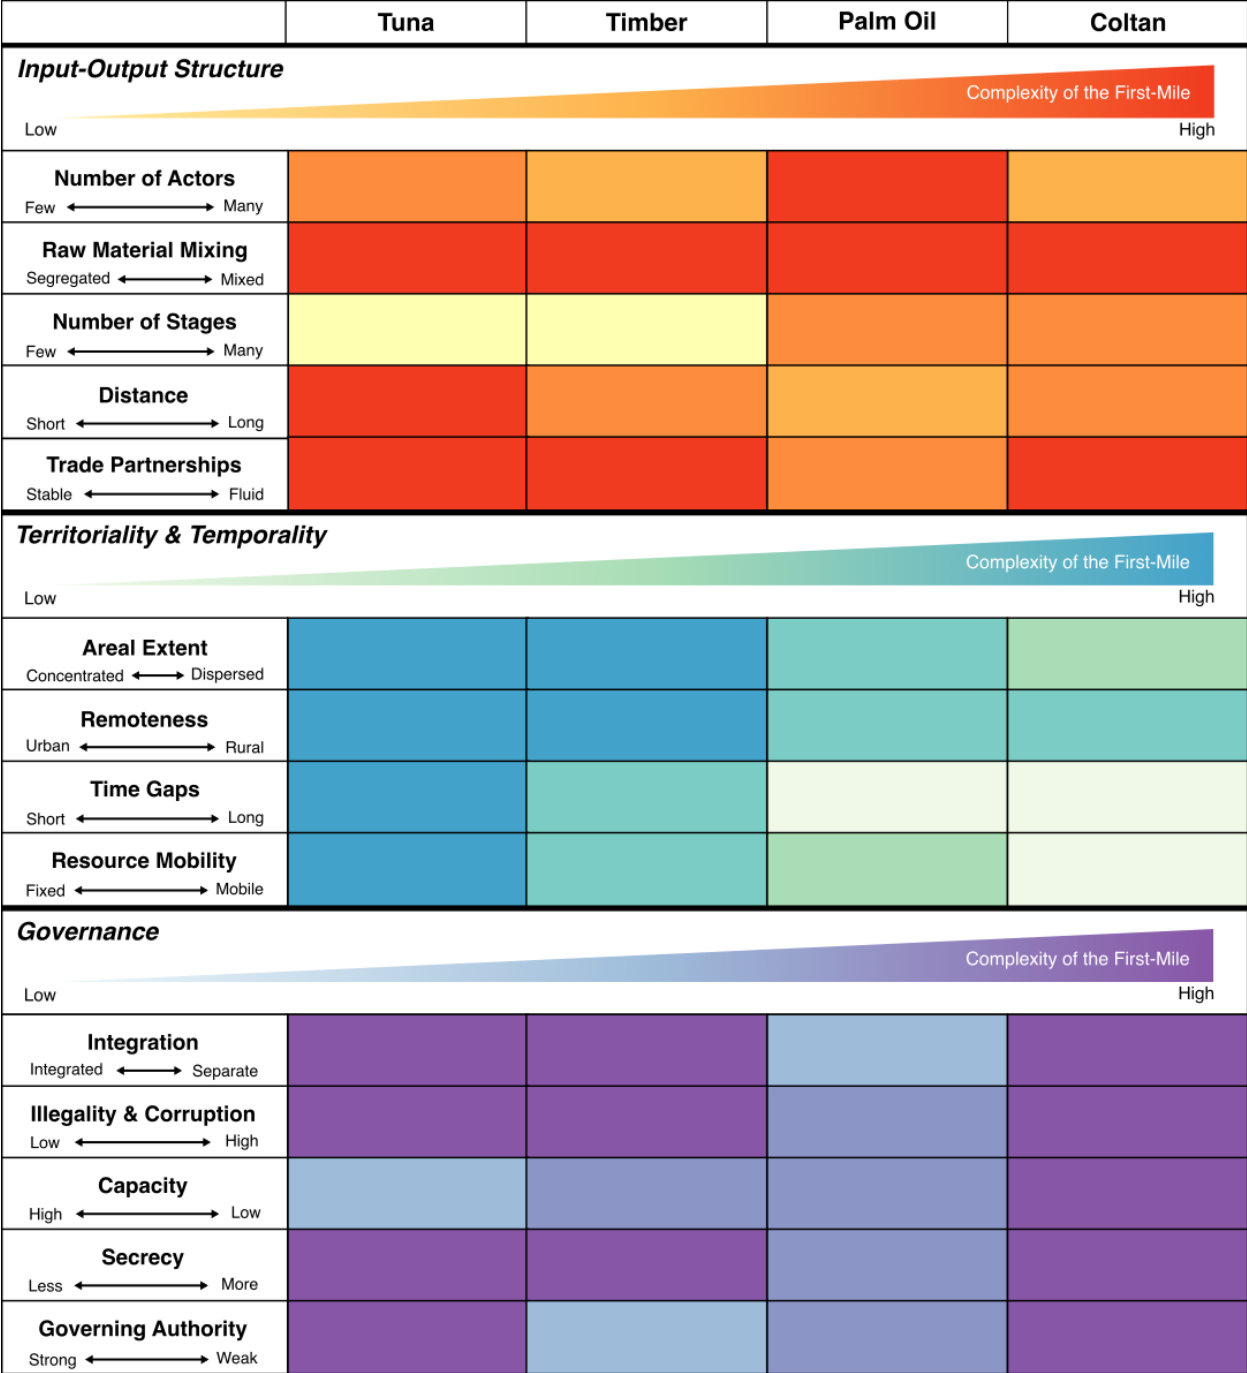 Tuna Timber Palm Oil Coltan
Input-Output Structure
Complexity of the First-Mile
Low High
Number of Actors
Few Many
Raw Material Mixing
Segregated Mixed
Number of Stages
Few Many
Distance
Short Long
Trade Partnerships
Stable Fluid
Territoriality & Temporality
Complexity of the First-Mile
Low High
Areal Extent
Concentrated Dispersed
Remoteness
Urban Rural
Time Gaps
Short Long
Resource Mobility
Fixed Mobile
Governance
Complexity of the First-Mile
Low High
Integration
Integrated Separate
Illegality & Corruption
Low High
Capacity
High Low
Secrecy
Less More
Governing Authority
Strong Weak